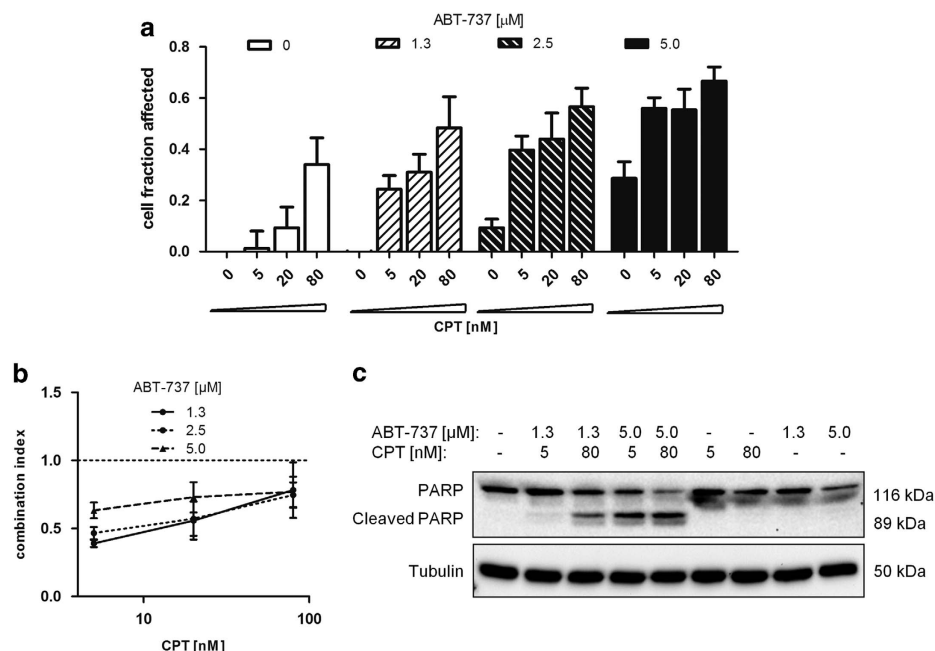 a
ABT-737 [µM]
0 1.3 2.5 5.0
cell fraction affected
0.8
0.6
0.4
0.2
0.0
0 5 20 80 0 5 20 80 0 5 20 80 0 5 20 80
CPT [nM]
b
ABT-737 [µM]
1.3
2.5
5.0
combination index
1.5
1.0
0.5
0.0
10 100
CPT [nM]
c
ABT-737 [µM]: - 1.3 1.3 5.0 5.0 - - 1.3 5.0
CPT [nM]: - 5 80 5 80 5 80 - -
PARP 116 kDa
Cleaved PARP 89 kDa
Tubulin 50 kDa